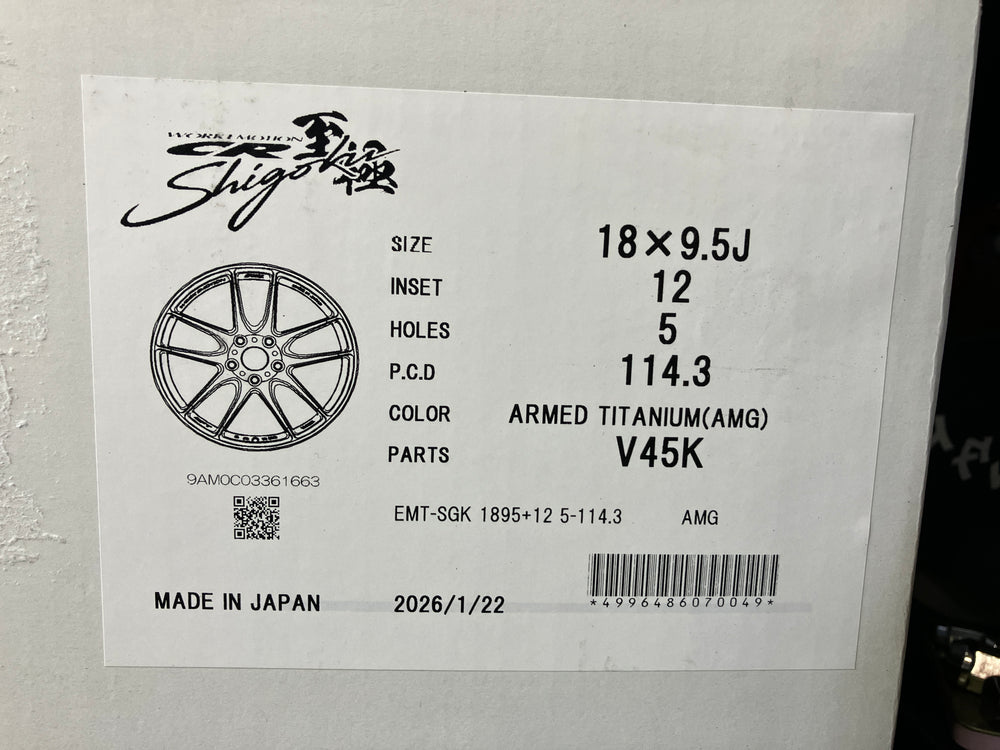 WORK EMOTION
CR 至極
Shigokiir
SIZE 18×9.5J
INSET 12
HOLES 5
P.C.D 114.3
COLOR ARMED TITANIUM(AMG)
PARTS V45K
9AM0C03361663
EMT-SGK 1895+12 5-114.3 AMG
*4996486070049*
MADE IN JAPAN 2026/1/22